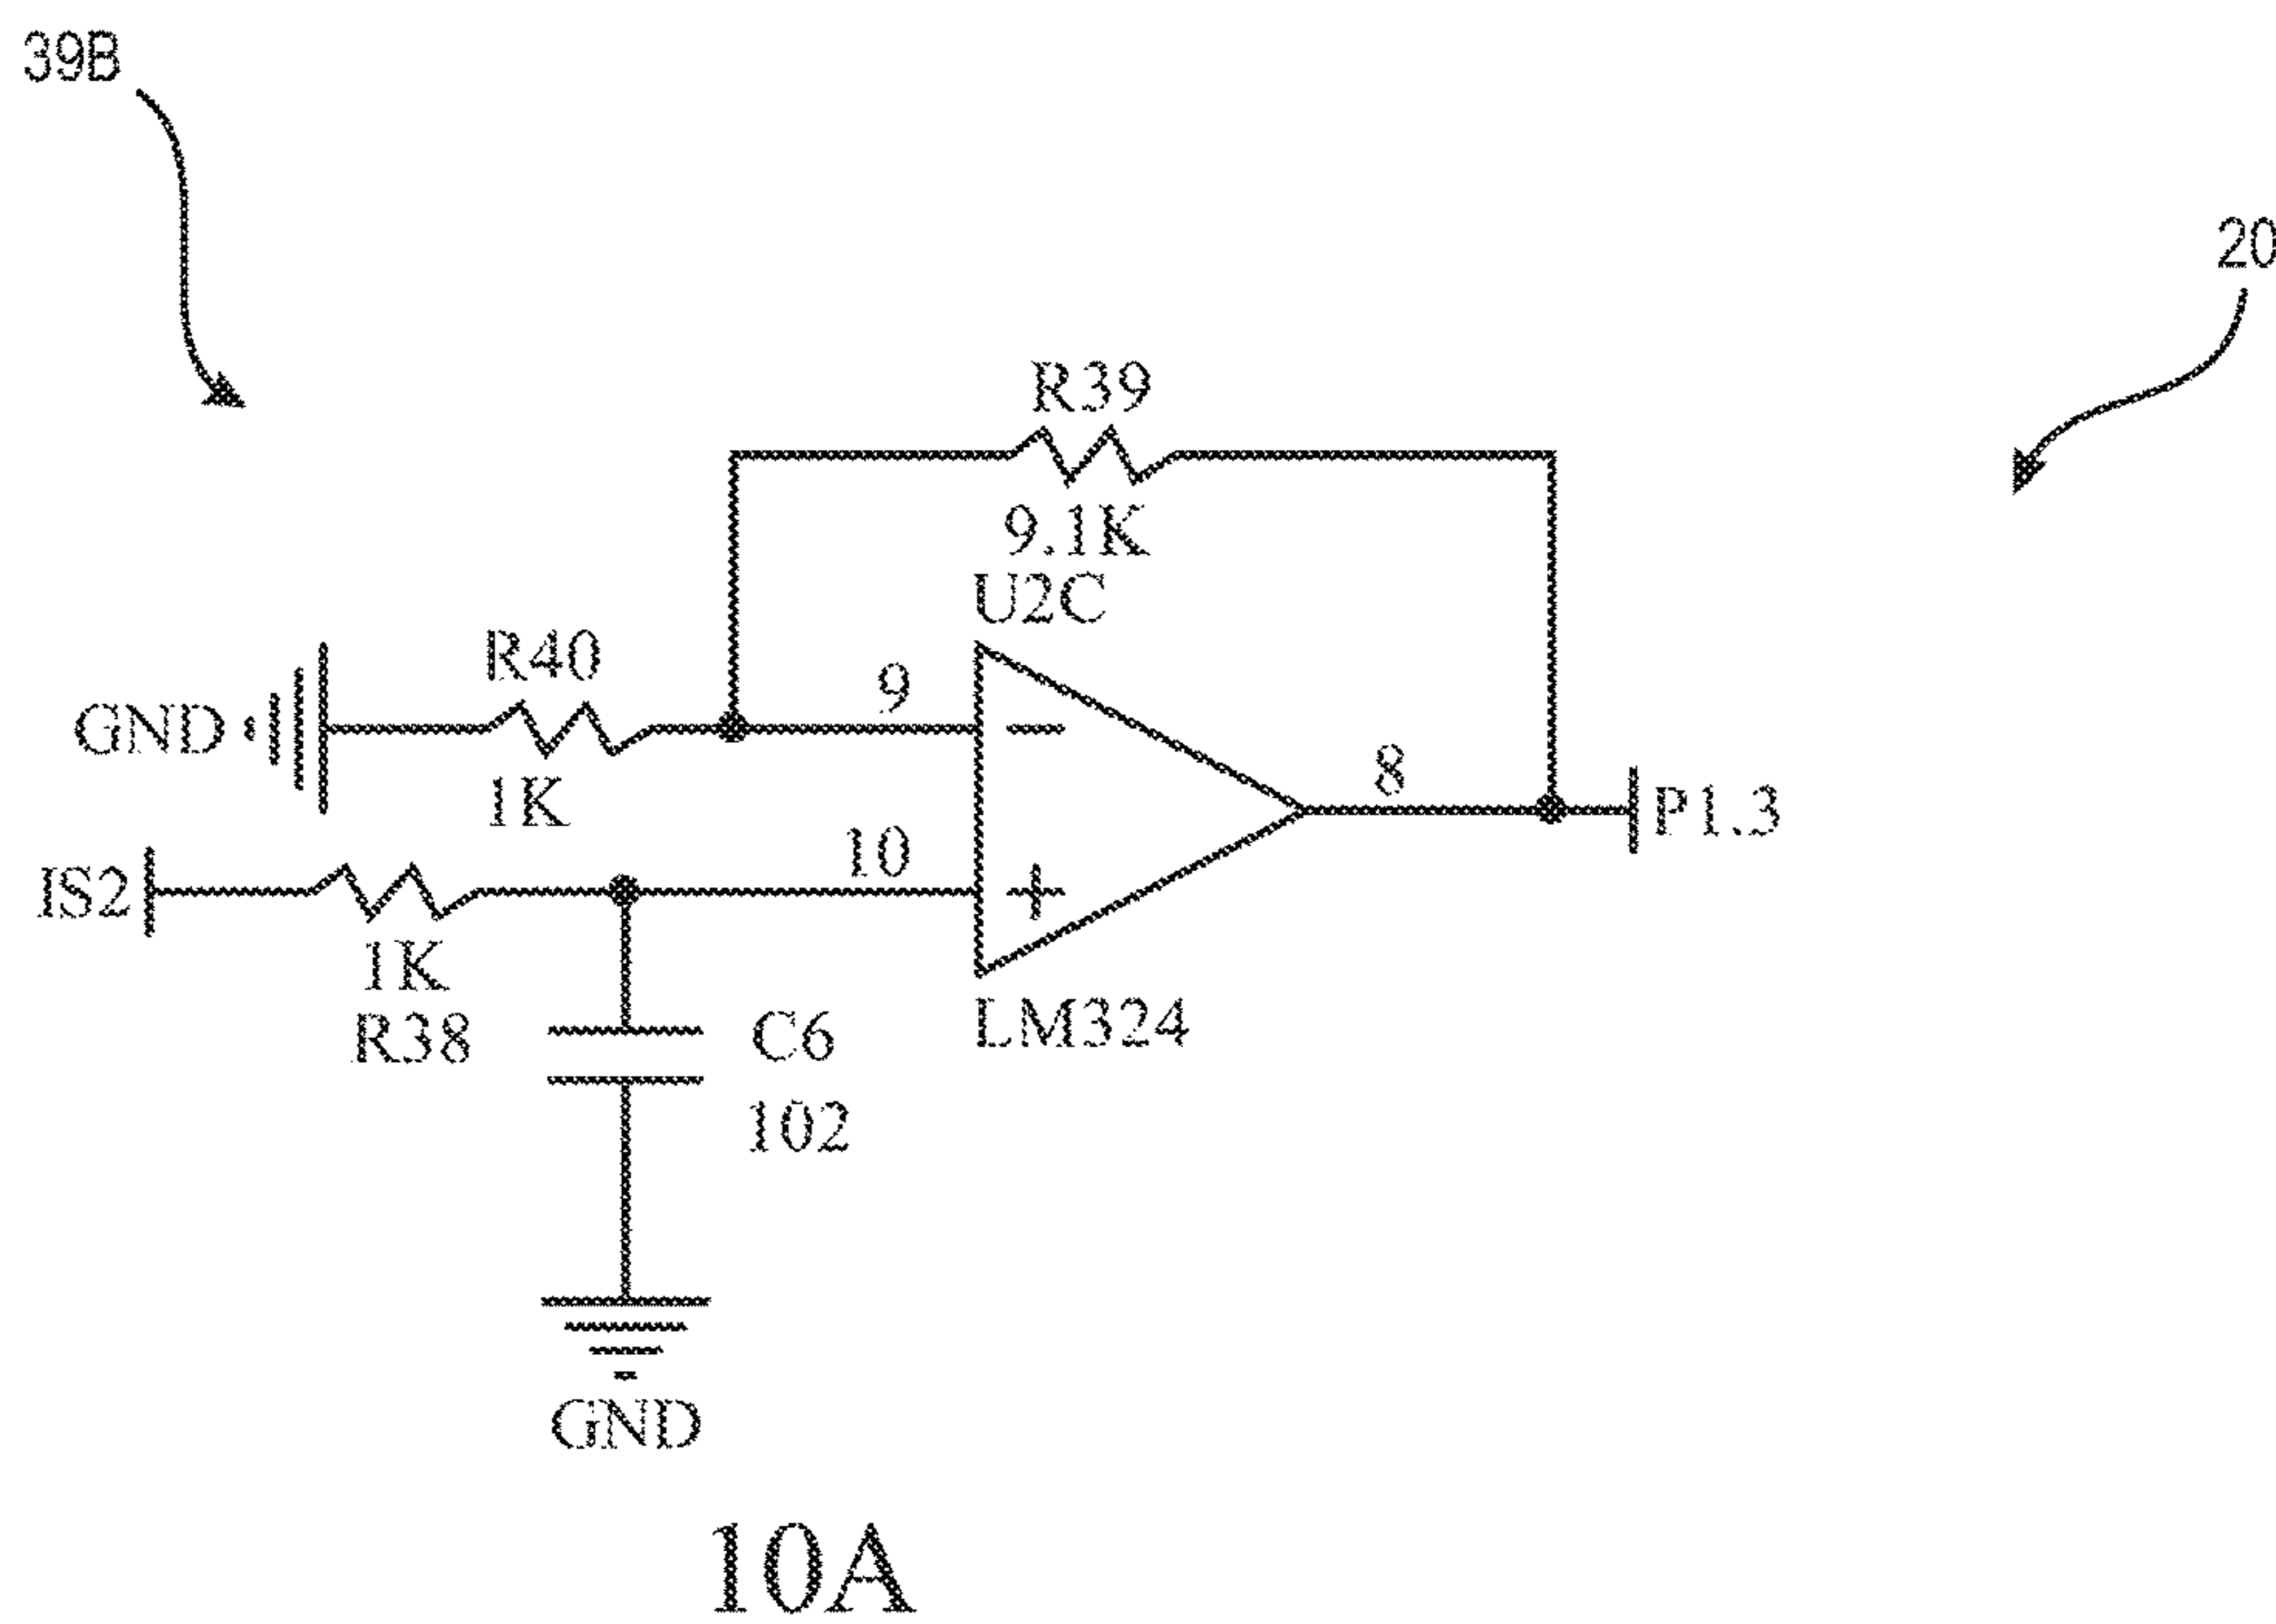 39B
20
R39
9.1K
U2C
R40
9
GND
8
1K
P1.3
10
IS2
1K
R38
C6
LM324
102
GND
10A